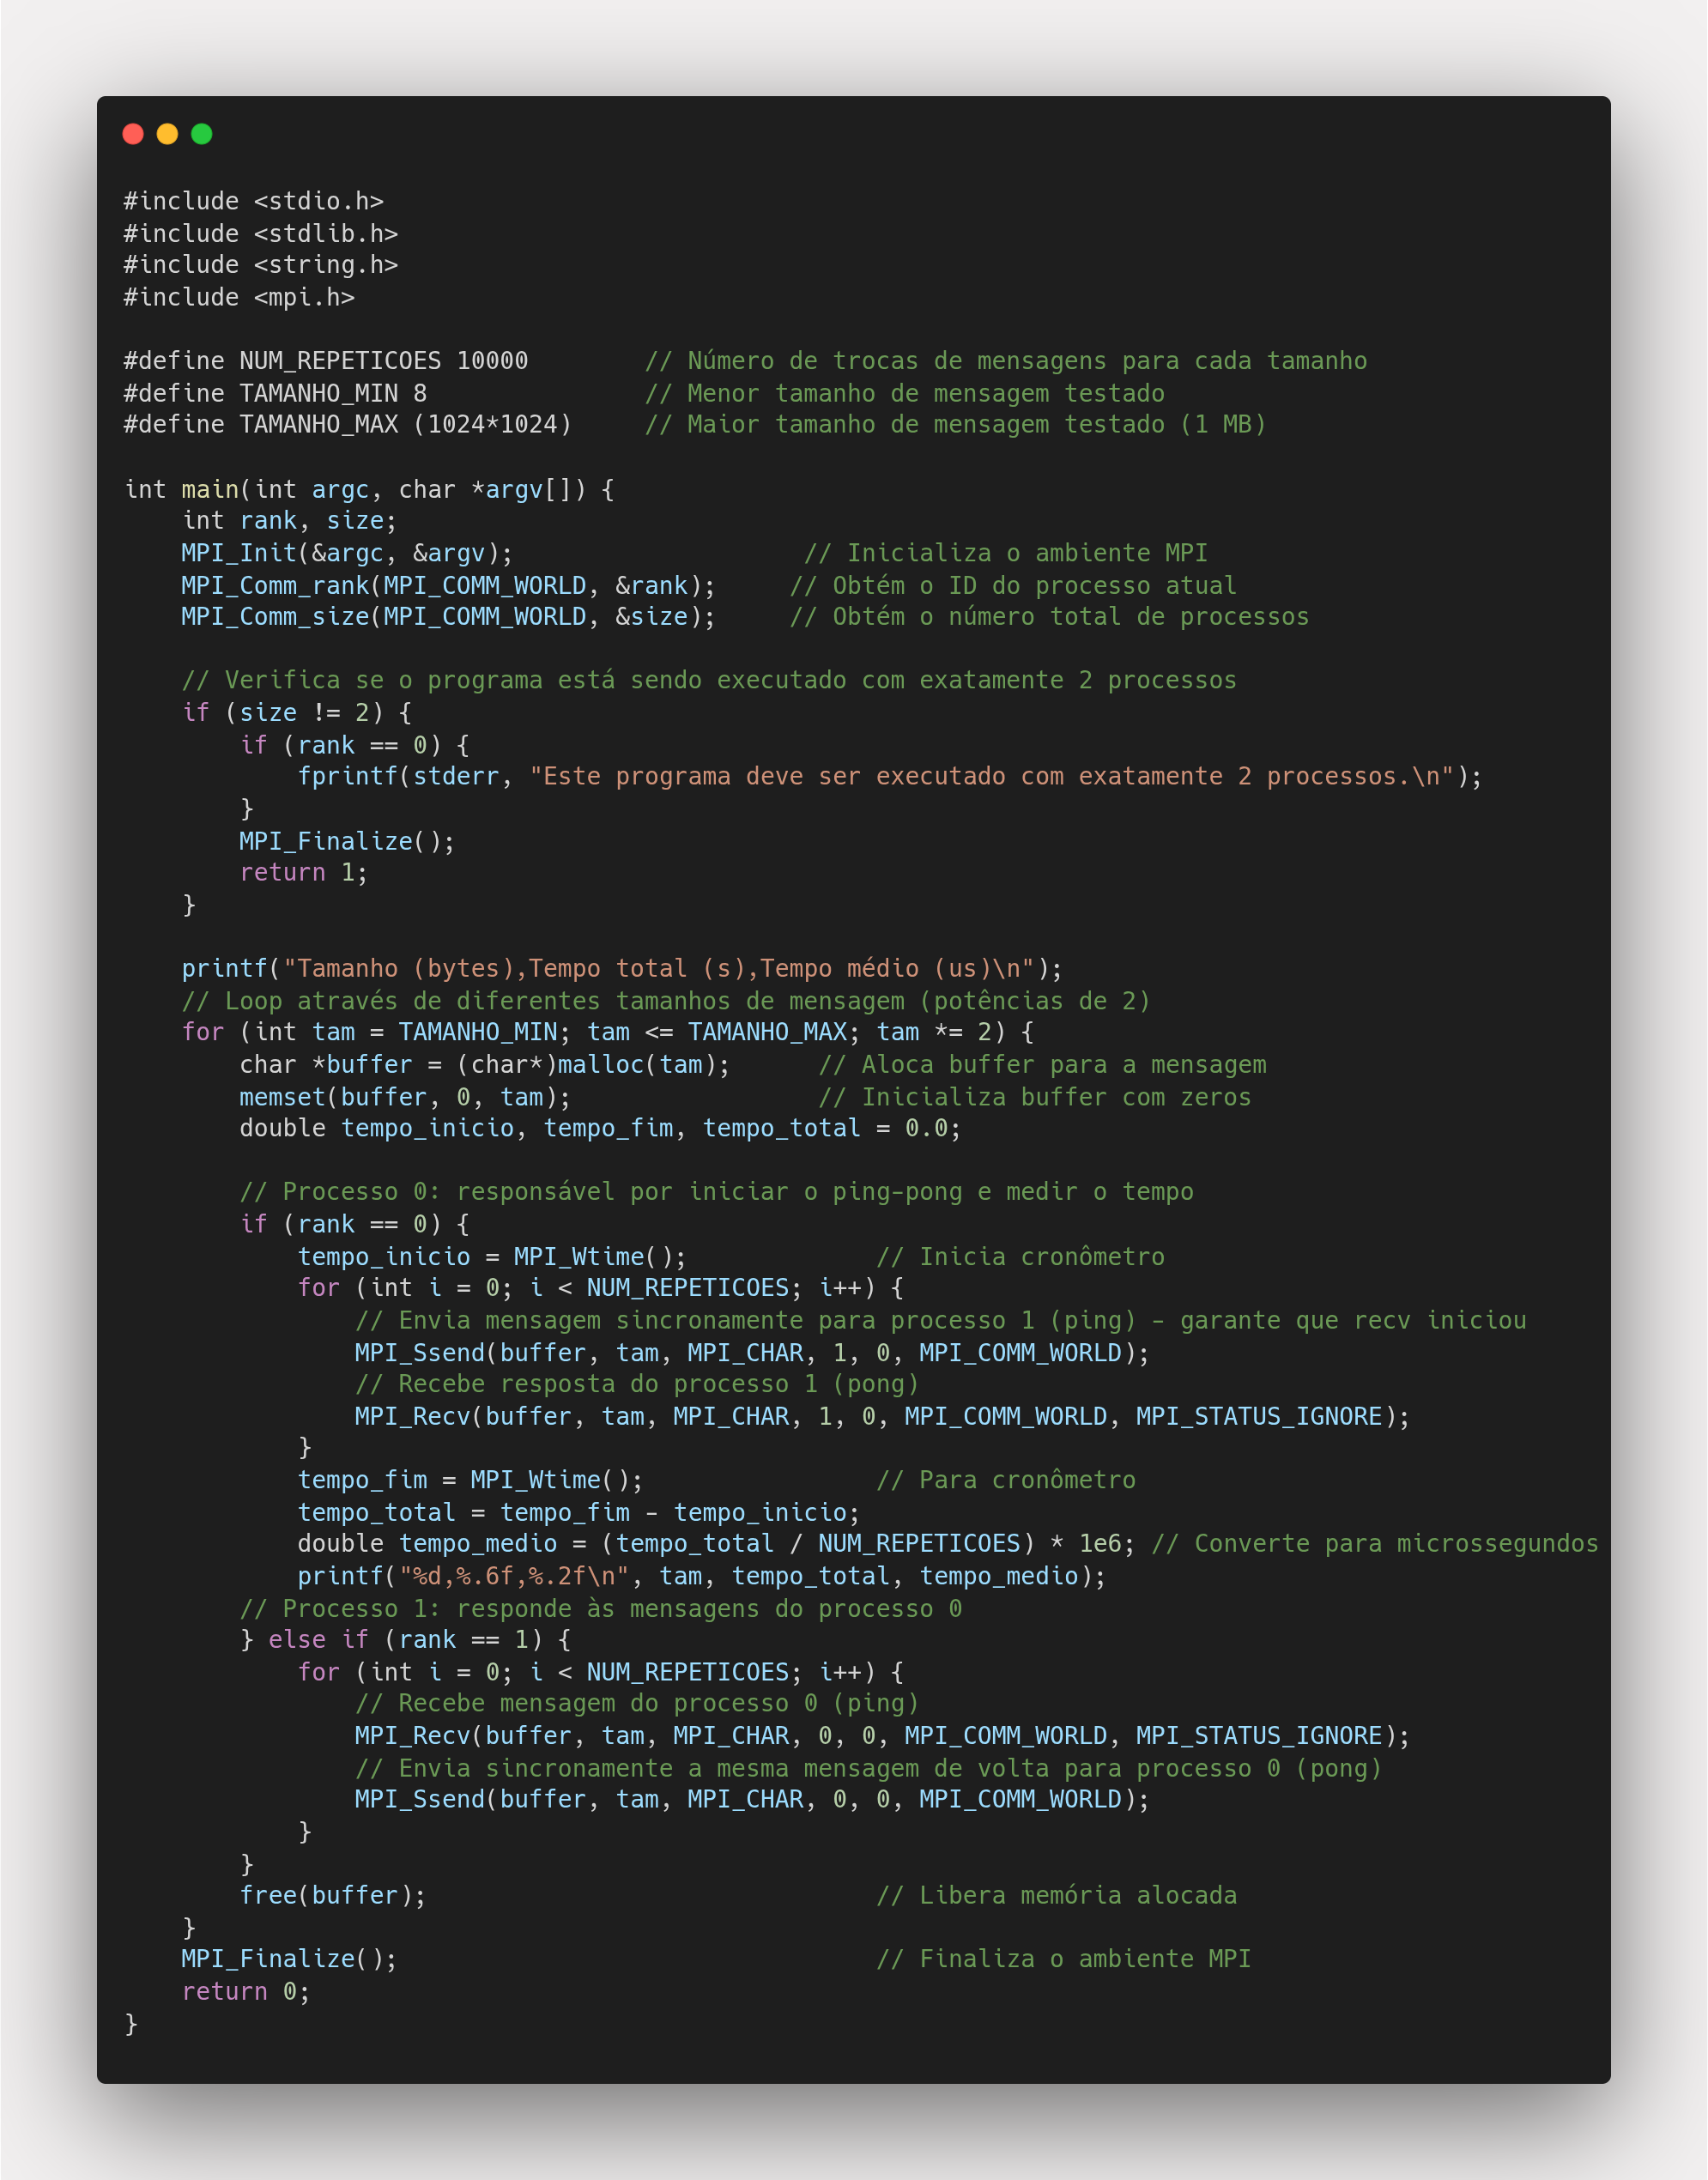 #include <stdio.h>
#include <stdlib.h>
#include <string.h>
#include <mpi.h>

#define NUM_REPETICOES 10000        // Número de trocas de mensagens para cada tamanho
#define TAMANHO_MIN 8               // Menor tamanho de mensagem testado
#define TAMANHO_MAX (1024*1024)     // Maior tamanho de mensagem testado (1 MB)

int main(int argc, char *argv[]) {
    int rank, size;
    MPI_Init(&argc, &argv);                    // Inicializa o ambiente MPI
    MPI_Comm_rank(MPI_COMM_WORLD, &rank);     // Obtém o ID do processo atual
    MPI_Comm_size(MPI_COMM_WORLD, &size);     // Obtém o número total de processos

    // Verifica se o programa está sendo executado com exatamente 2 processos
    if (size != 2) {
        if (rank == 0) {
            fprintf(stderr, "Este programa deve ser executado com exatamente 2 processos.\n");
        }
        MPI_Finalize();
        return 1;
    }

    printf("Tamanho (bytes),Tempo total (s),Tempo médio (us)\n");
    // Loop através de diferentes tamanhos de mensagem (potências de 2)
    for (int tam = TAMANHO_MIN; tam <= TAMANHO_MAX; tam *= 2) {
        char *buffer = (char*)malloc(tam);      // Aloca buffer para a mensagem
        memset(buffer, 0, tam);                 // Inicializa buffer com zeros
        double tempo_inicio, tempo_fim, tempo_total = 0.0;

        // Processo 0: responsável por iniciar o ping-pong e medir o tempo
        if (rank == 0) {
            tempo_inicio = MPI_Wtime();             // Inicia cronômetro
            for (int i = 0; i < NUM_REPETICOES; i++) {
                // Envia mensagem sincronamente para processo 1 (ping) - garante que recv iniciou
                MPI_Ssend(buffer, tam, MPI_CHAR, 1, 0, MPI_COMM_WORLD);
                // Recebe resposta do processo 1 (pong)
                MPI_Recv(buffer, tam, MPI_CHAR, 1, 0, MPI_COMM_WORLD, MPI_STATUS_IGNORE);
            }
            tempo_fim = MPI_Wtime();                // Para cronômetro
            tempo_total = tempo_fim - tempo_inicio;
            double tempo_medio = (tempo_total / NUM_REPETICOES) * 1e6; // Converte para microssegundos
            printf("%d,%.6f,%.2f\n", tam, tempo_total, tempo_medio);
        // Processo 1: responde às mensagens do processo 0
        } else if (rank == 1) {
            for (int i = 0; i < NUM_REPETICOES; i++) {
                // Recebe mensagem do processo 0 (ping)
                MPI_Recv(buffer, tam, MPI_CHAR, 0, 0, MPI_COMM_WORLD, MPI_STATUS_IGNORE);
                // Envia sincronamente a mesma mensagem de volta para processo 0 (pong)
                MPI_Ssend(buffer, tam, MPI_CHAR, 0, 0, MPI_COMM_WORLD);
            }
        }
        free(buffer);                               // Libera memória alocada
    }
    MPI_Finalize();                                 // Finaliza o ambiente MPI
    return 0;
}